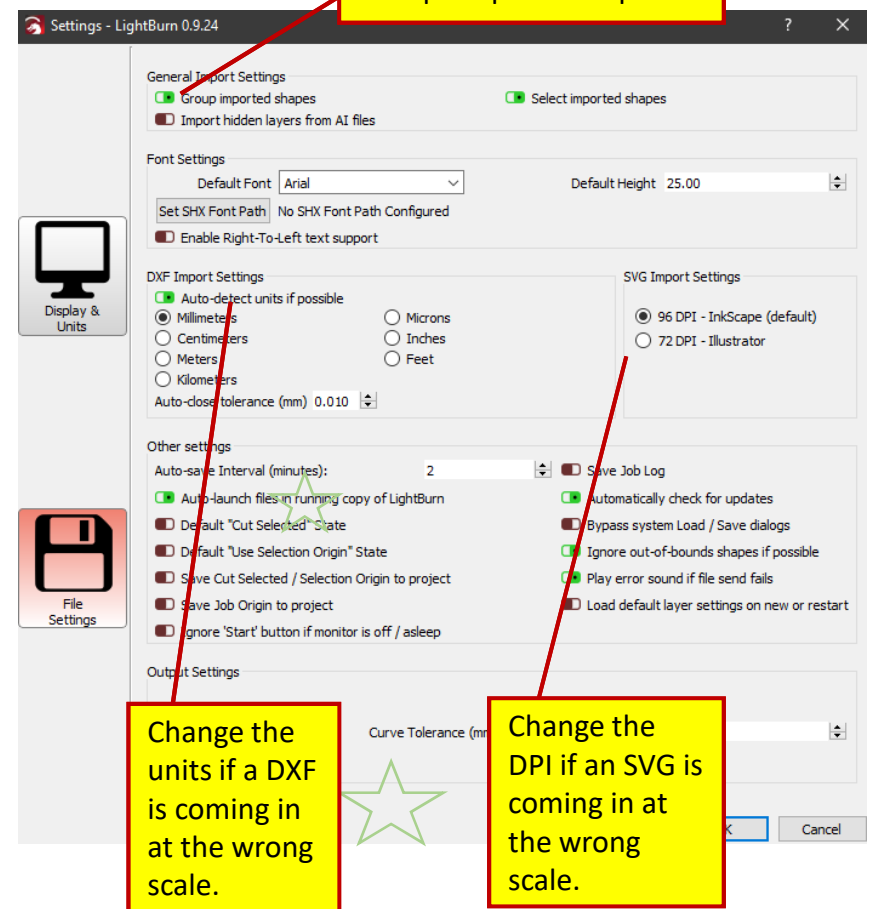 Settings - LightBurn 0.9.24 ? X
General Import Settings
Group imported shapes Select imported shapes
Import hidden layers from AI files
Font Settings
Default Font Arial Default Height 25.00
Set SHX Font Path No SHX Font Path Configured
Enable Right-To-Left text support
DXF Import Settings SVG Import Settings
Auto-detect units if possible
Millimeters Microns 96 DPI - InkScape (default)
Centimeters Inches 72 DPI - Illustrator
Meters Feet
Kilometers
Auto-close tolerance (mm) 0.010
Display &
Units
Other settings
Auto-save Interval (minutes): 2 Save Job Log
Auto-launch files in running copy of LightBurn Automatically check for updates
Default "Cut Selected" State Bypass system Load / Save dialogs
Default "Use Selection Origin" State Ignore out-of-bounds shapes if possible
Save Cut Selected / Selection Origin to project Play error sound if file send fails
Save Job Origin to project Load default layer settings on new or restart
Ignore 'Start' button if monitor is off / asleep
File
Settings
Output Settings
Curve Tolerance
Cancel
Change the
units if a DXF
is coming in
at the wrong
scale.
Change the
DPI if an SVG is
coming in at
the wrong
scale.